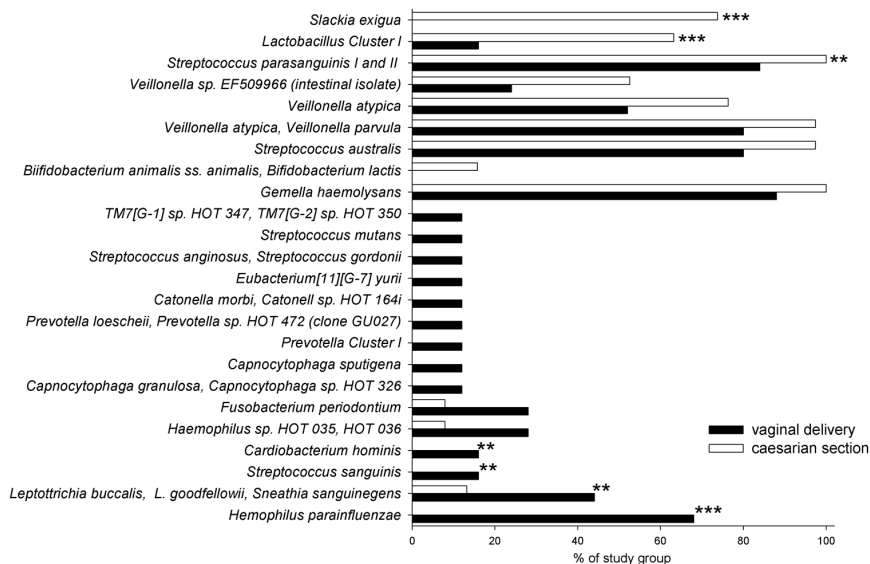 Slackia exigua ***
Lactobacillus Cluster I ***
Streptococcus parasanguinis I and II **
Veillonella sp. EF509966 (intestinal isolate)
Veillonella atypica
Veillonella atypica, Veillonella parvula
Streptococcus australis
Biifidobacterium animalis ss. animalis, Bifidobacterium lactis
Gemella haemolysans
TM7[G-1] sp. HOT 347, TM7[G-2] sp. HOT 350
Streptococcus mutans
Streptococcus anginosus, Streptococcus gordonii
Eubacterium[11][G-7] yurii
Catonella morbi, Catonell sp. HOT 164i
Prevotella loescheii, Prevotella sp. HOT 472 (clone GU027)
Prevotella Cluster I
Capnocytophaga sputigena
Capnocytophaga granulosa, Capnocytophaga sp. HOT 326
Fusobacterium periodontium
Haemophilus sp. HOT 035, HOT 036
Cardiobacterium hominis **
Streptococcus sanguinis **
Leptottrichia buccalis, L. goodfellowii, Sneathia sanguinegens **
Hemophilus parainfluenzae ***
vaginal delivery
caesarian section
0 20 40 60 80 100
% of study group